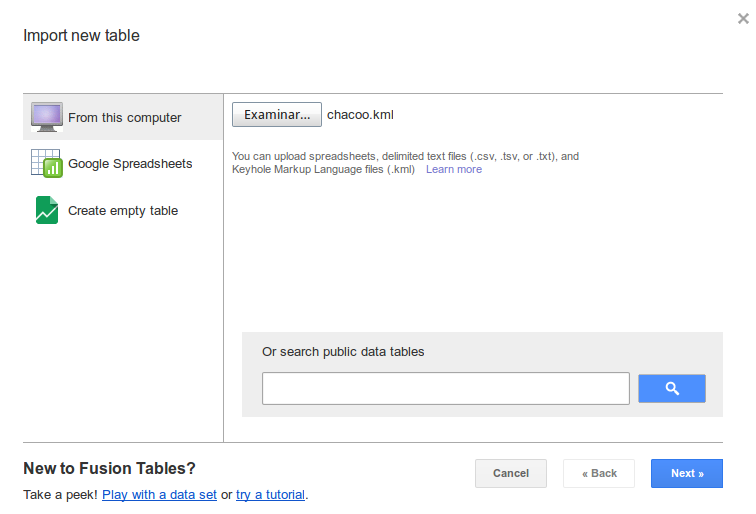 Import new table
From this computer
Google Spreadsheets
Create empty table
Examinar... chacoo.kml
You can upload spreadsheets, delimited text files (.csv, .tsv, or .txt), and
Keyhole Markup Language files (.kml) Learn more
Or search public data tables
New to Fusion Tables?
Take a peek! Play with a data set or try a tutorial.
Cancel
« Back
Next »